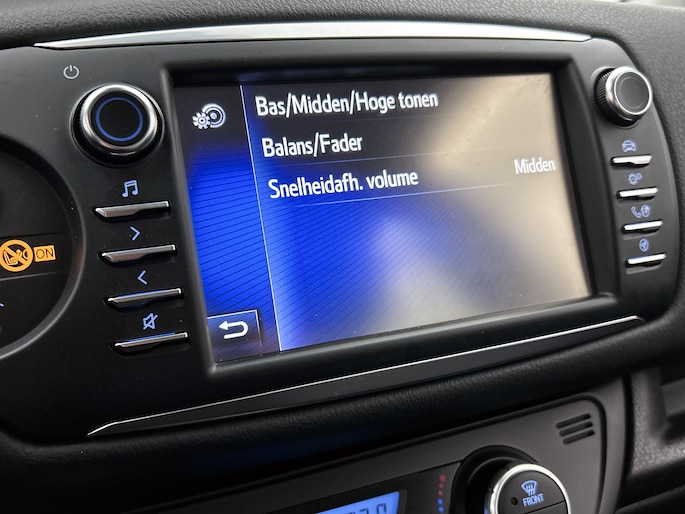 Bas/Midden/Hoge tonen
Balans/Fader
Snelheidafh. volume Midden
ON
FRONT